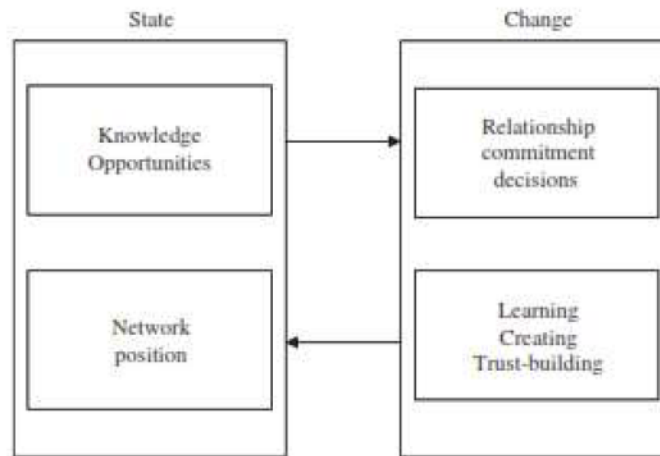 State
Change
Knowledge
Opportunities
Relationship
commitment
decisions
Network
position
Learning
Creating
Trust-building